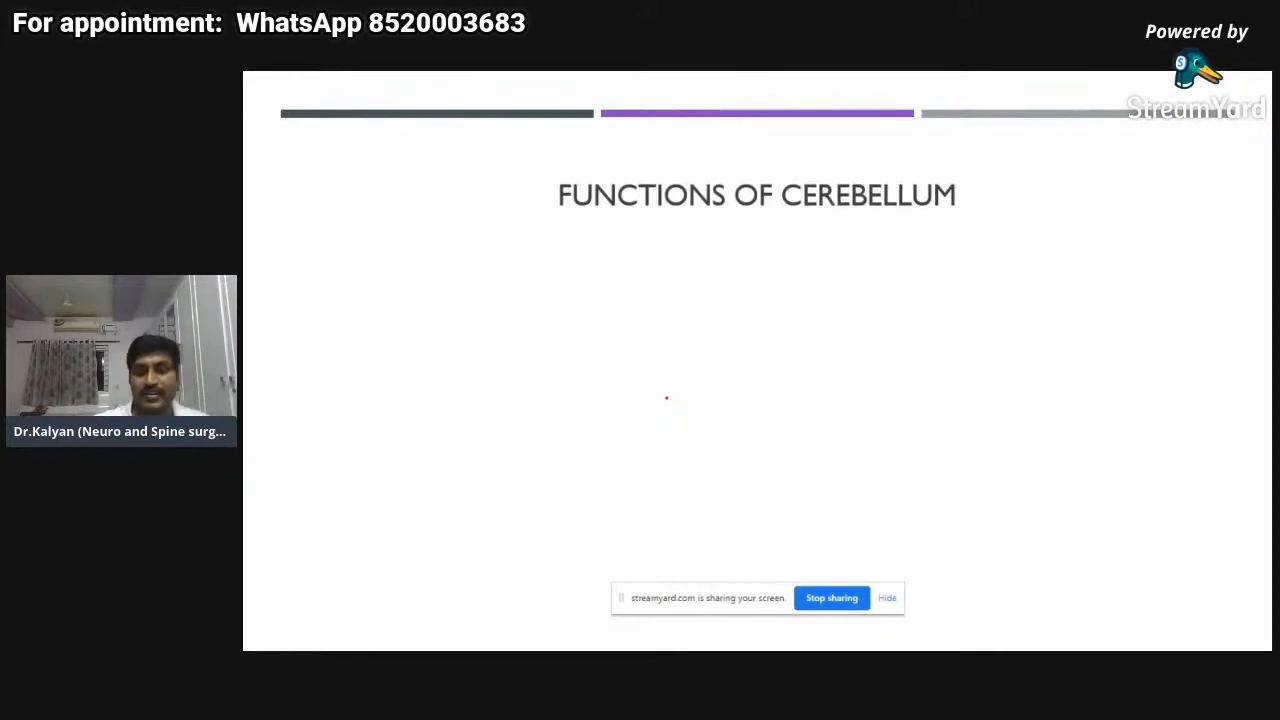 For appointment: WhatsApp 8520003683
Powered by
StreamYard
FUNCTIONS OF CEREBELLUM
Dr.Kalyan (Neuro and Spine surg...
streamyard.com is sharing your screen.
Stop sharing
Hide